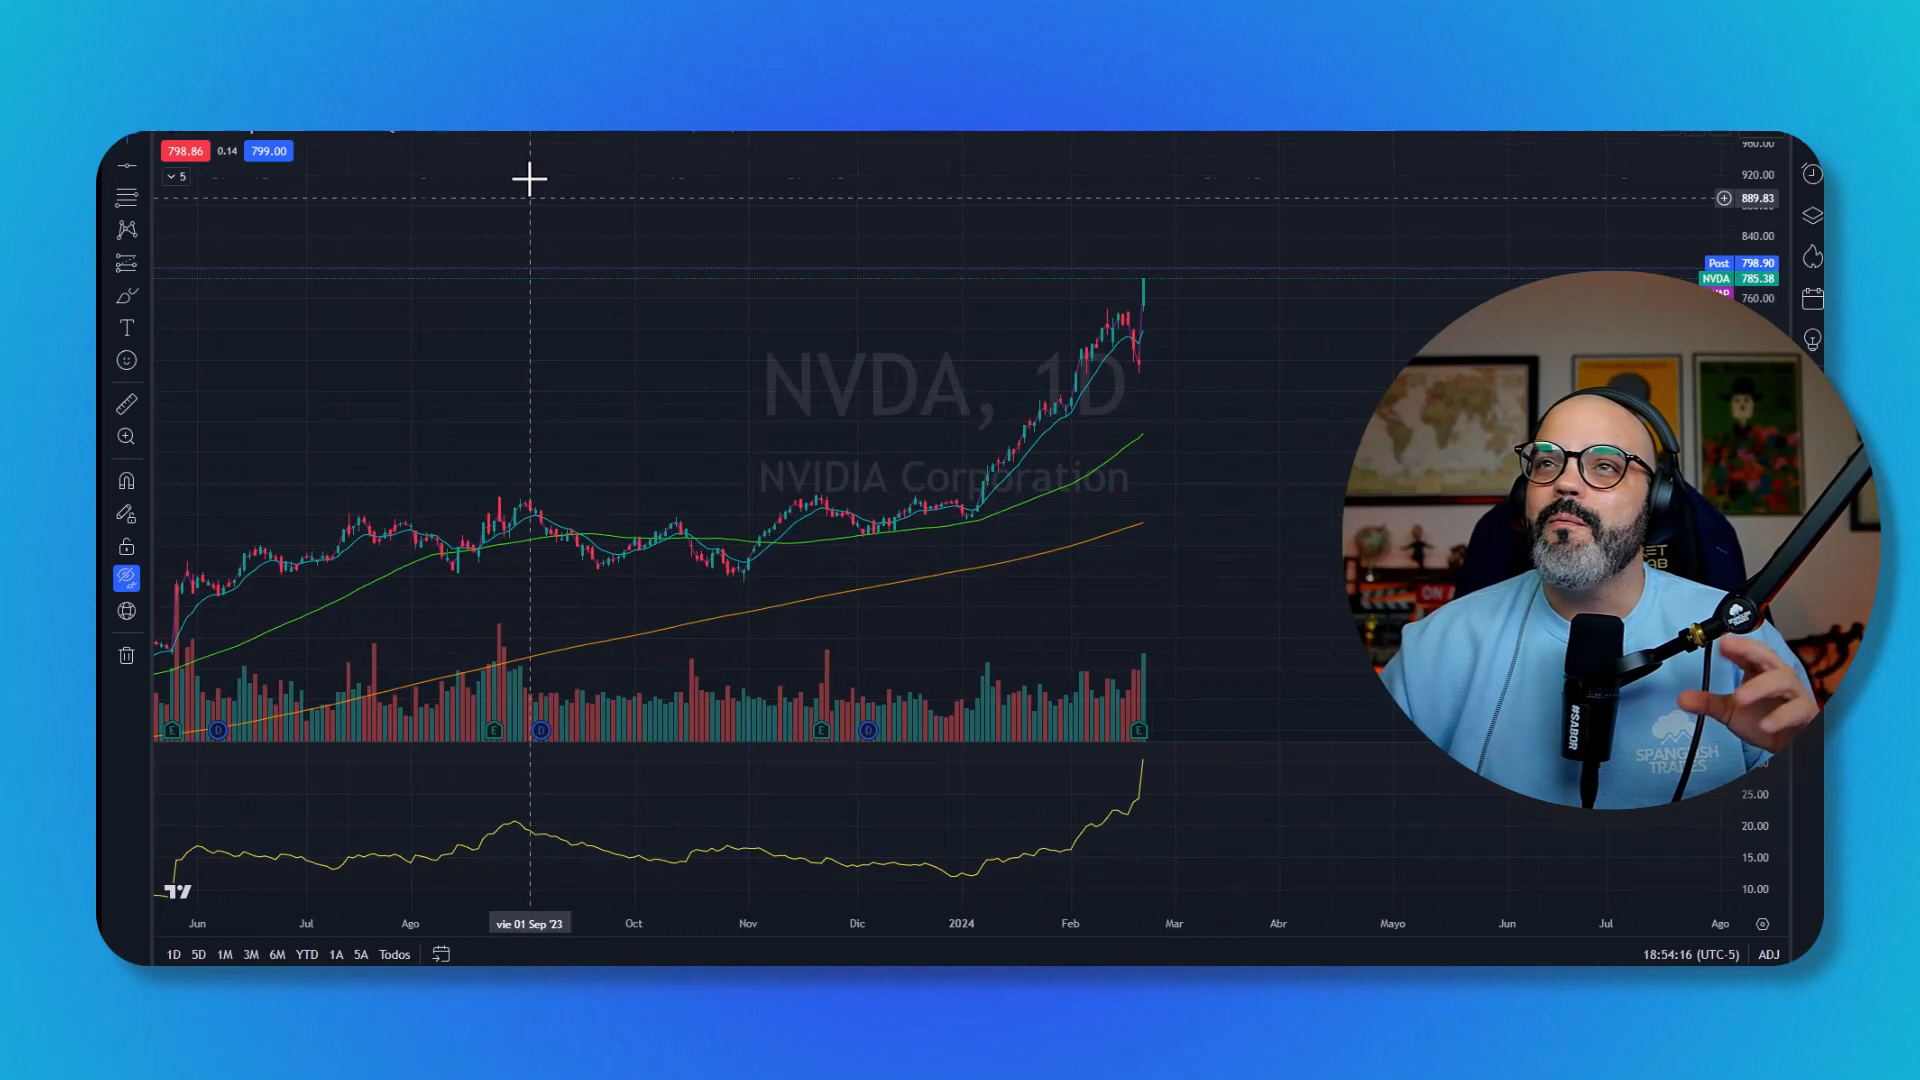 798.86 0.14 799.00
5
960.00
920.00
889.83
840.00
Post 798.90
NVDA 785.38
760.00
NVDA, 1D
NVIDIA Corporation
ON
SPANGLISH
TRADES
#SABOR
E D E D E D E
25.00
20.00
15.00
10.00
Jun Jul Ago vie 01 Sep '23 Oct Nov Dic 2024 Feb Mar Abr Mayo Jun Jul Ago
1D 5D 1M 3M 6M YTD 1A 5A Todos
18:54:16 (UTC-5) ADJ